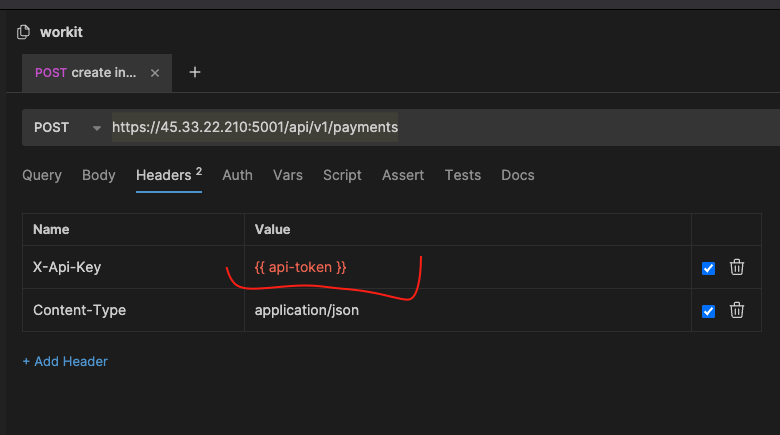 workit
POST create in... × +
POST https://45.33.22.210:5001/api/v1/payments
Query Body Headers 2 Auth Vars Script Assert Tests Docs
Name Value
X-Api-Key {{ api-token }}
Content-Type application/json
+ Add Header